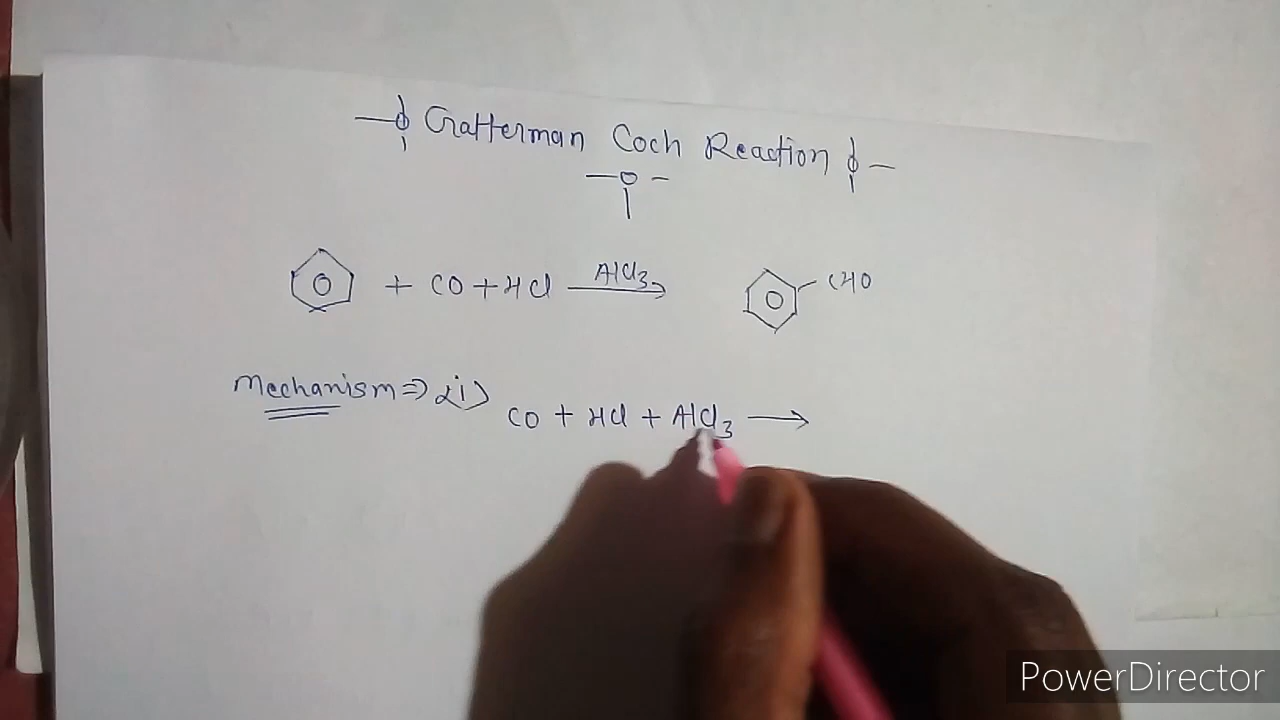 Gatterman Coch Reaction
+ CO + HCl AlCl3 CHO
Mechanism ⇒ (i)
CO + HCl + AlCl3 →
PowerDirector